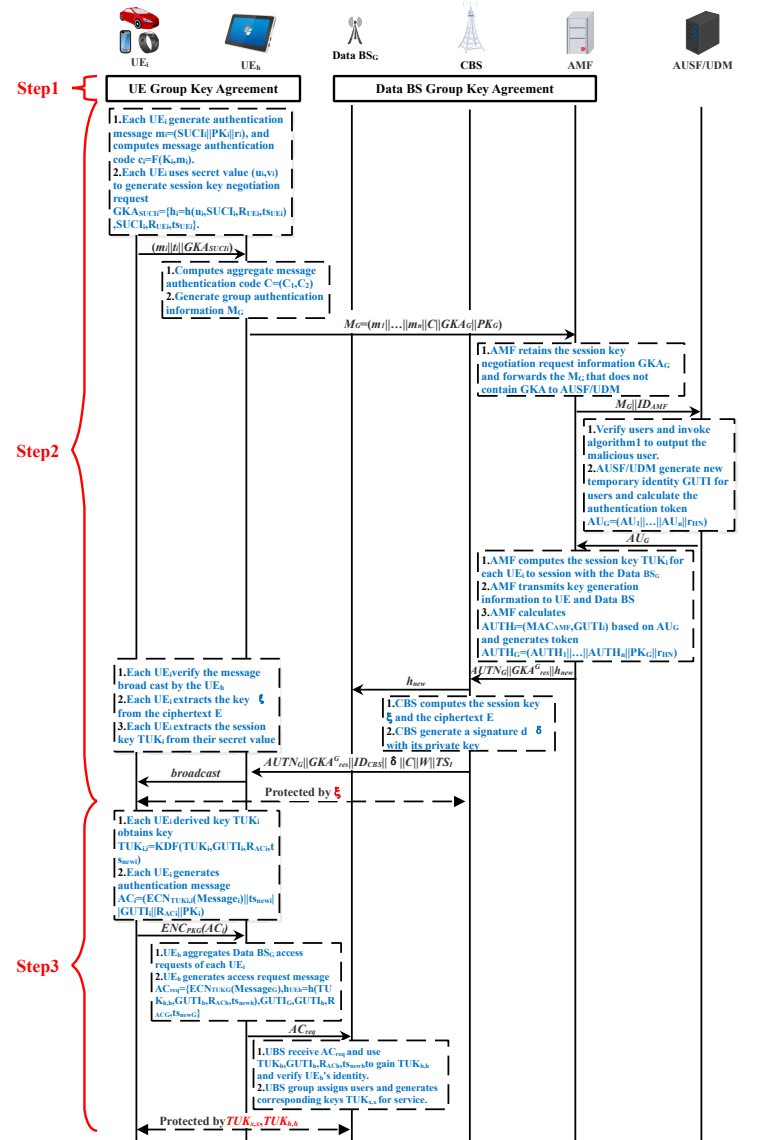 UEᵢ
UEₕ
Data BS_G
CBS
AMF
AUSF/UDM
Step1
UE Group Key Agreement
Data BS Group Key Agreement
Step2
1.Each UEᵢ generate authentication
message mᵢ=(SUCIᵢ||PKᵢ||rᵢ), and
computes message authentication
code cᵢ=F(Kᵢ,mᵢ).
2.Each UEᵢ uses secret value (uᵢ,vᵢ)
to generate session key negotiation
request
GKA_SUCIi={hᵢ=h(uᵢ,SUCIᵢ,R_UEi,ts_UEi)
,SUCIᵢ,R_UEi,ts_UEi}.
(mᵢ||tᵢ||GKA_SUCIi)
1.Computes aggregate message
authentication code C=(C₁,C₂)
2.Generate group authentication
information M_G
M_G=(m₁||…||mₙ||C||GKA_G||PK_G)
1.AMF retains the session key
negotiation request information GKA_G
and forwards the M_G that does not
contain GKA to AUSF/UDM
M_G||ID_AMF
1.Verify users and invoke
algorithm1 to output the
malicious user.
2.AUSF/UDM generate new
temporary identity GUTI for
users and calculate the
authentication token
AU_G=(AU₁||…||AUₙ||r_HN)
AU_G
1.AMF computes the session key TUKᵢ for
each UEᵢ to session with the Data BS_G
2.AMF transmits key generation
information to UE and Data BS
3.AMF calculates
AUTHᵢ=(MAC_AMF,GUTIᵢ) based on AU_G
and generates token
AUTH_G=(AUTH₁||…||AUTHₙ||PK_G||r_HN)
AUTN_G||GKA^G_res||h_new
h_new
1.CBS computes the session key
ξ and the ciphertext E
2.CBS generate a signature d δ
with its private key
1.Each UEᵢverify the message
broad cast by the UEₕ
2.Each UEᵢ extracts the key ξ
from the ciphertext E
3.Each UEᵢ extracts the session
key TUKᵢ from their secret value
AUTN_G||GKA^G_res||ID_CBS|| δ ||C||W||TS_I
broadcast
Protected by ξ
Step3
1.Each UEᵢ derived key TUKᵢ
obtains key
TUK_i,i=KDF(TUKᵢ,GUTIᵢ,R_ACi,t
s_newi)
2.Each UEᵢ generates
authentication message
ACᵢ=(ECN_TUKi,i(Messageᵢ)||ts_newi|
|GUTIᵢ||R_ACi||PKᵢ)
ENC_PKG(ACᵢ)
1.UEₕ aggregates Data BS_G access
requests of each UEᵢ
2.UEₕ generates access request message
AC_req={ECN_TUKG(Message_G),h_UEh=h(TU
K_h,h,GUTIₕ,R_ACh,ts_newh),GUTI_G,GUTIₕ,R
_ACG,ts_newG}
AC_req
1.UBS receive AC_req and use
TUKₕ,GUTIₕ,R_ACh,ts_newh to gain TUK_h,h
and verify UEₕ's identity.
2.UBS group assigns users and generates
corresponding keys TUK_x,x for service.
Protected by TUK_x,x,TUK_h,h